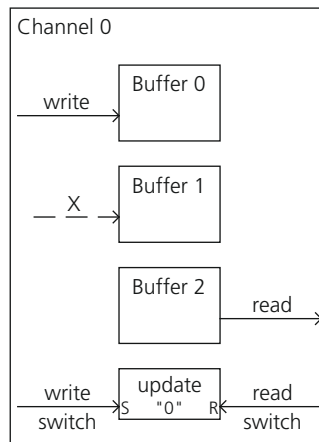 Channel 0
Buffer 0
write
Buffer 1
X
Buffer 2
read
write
update
read
S "0" R
switch
switch